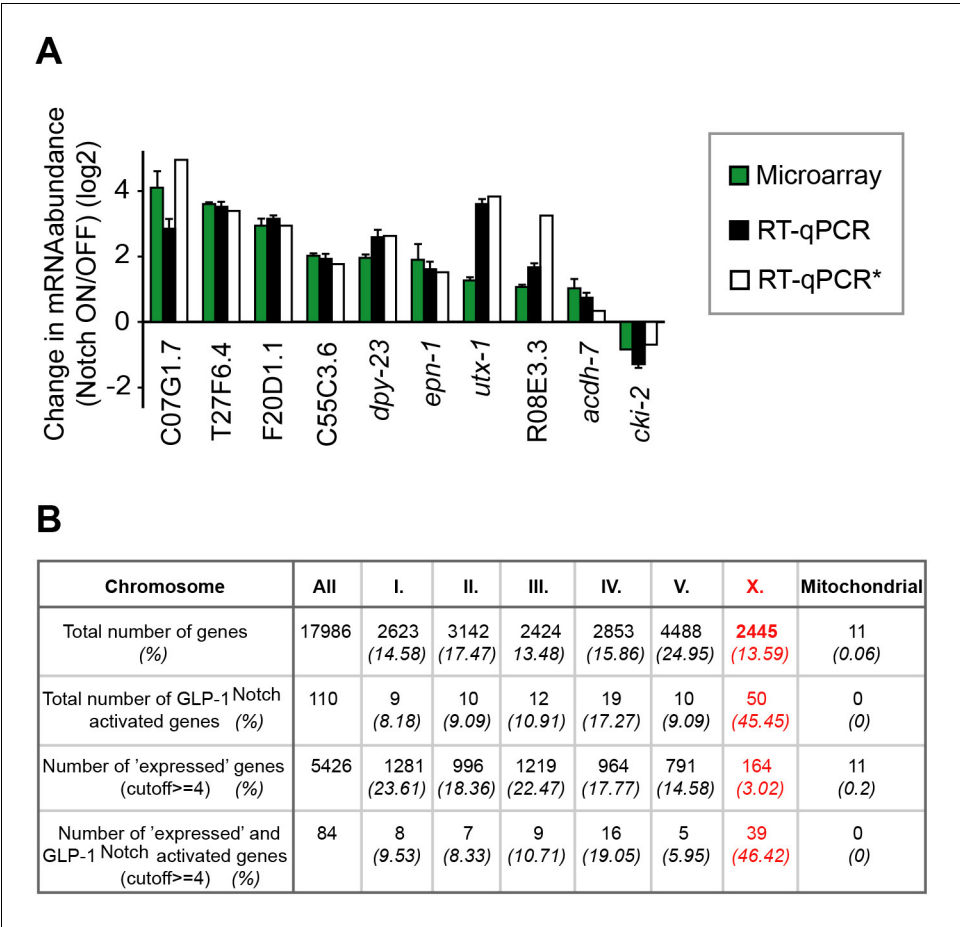 A
Change in mRNAabundance
(Notch ON/OFF) (log2)
4
2
0
-2
C07G1.7
T27F6.4
F20D1.1
C55C3.6
dpy-23
epn-1
utx-1
R08E3.3
acdh-7
cki-2
Microarray
RT-qPCR
RT-qPCR*
B
Chromosome All I. II. III. IV. V. X. Mitochondrial
Total number of genes 17986 2623 3142 2424 2853 4488 2445 11
(%) (14.58) (17.47) 13.48) (15.86) (24.95) (13.59) (0.06)
Total number of GLP-1 Notch 110 9 10 12 19 10 50 0
activated genes (%) (8.18) (9.09) (10.91) (17.27) (9.09) (45.45) (0)
Number of 'expressed' genes 5426 1281 996 1219 964 791 164 11
(cutoff>=4) (%) (23.61) (18.36) (22.47) (17.77) (14.58) (3.02) (0.2)
Number of 'expressed' and 84 8 7 9 16 5 39 0
GLP-1 Notch activated genes (9.53) (8.33) (10.71) (19.05) (5.95) (46.42) (0)
(cutoff>=4) (%)